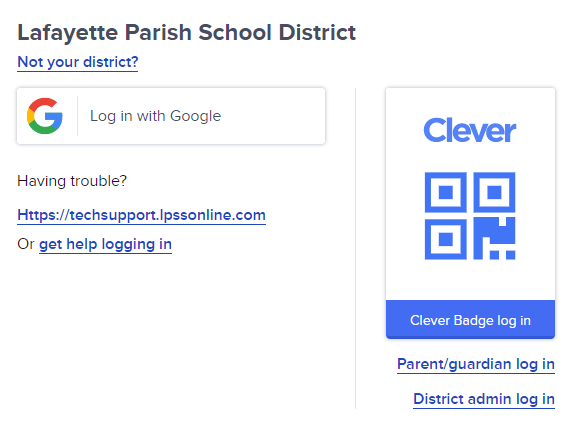 Lafayette Parish School District
Not your district?
Log in with Google
Having trouble?
Https://techsupport.lpssonline.com
Or get help logging in
Clever
Clever Badge log in
Parent/guardian log in
District admin log in